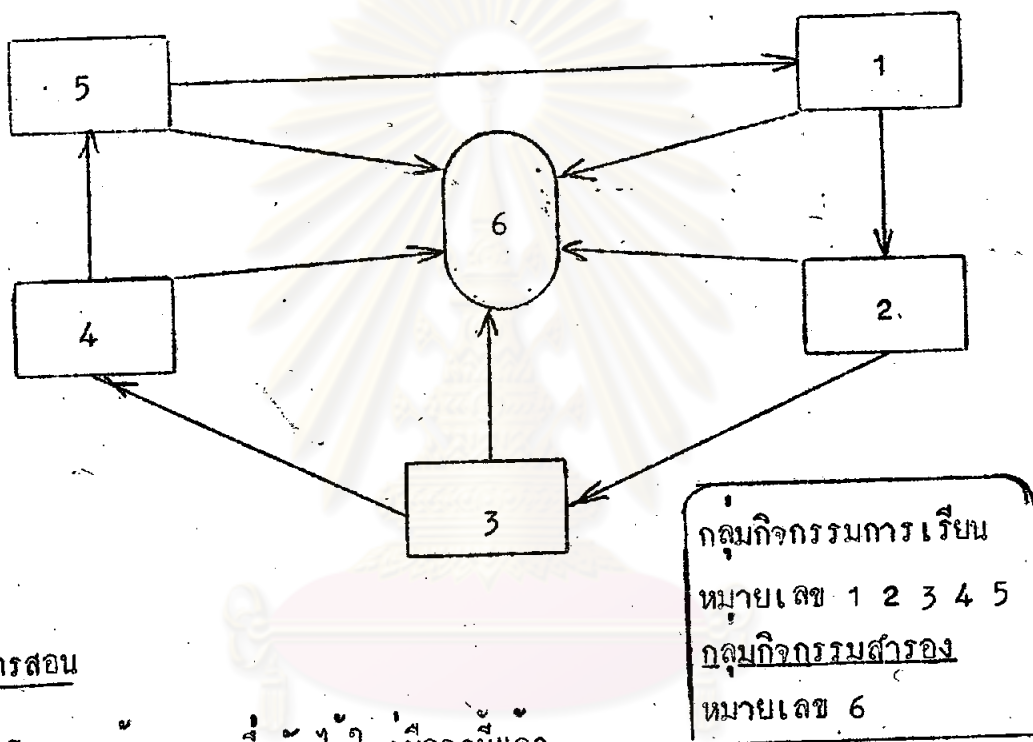 5
1
6
4
2.
3
กลุ่มกิจกรรมการเรียน
หมายเลข 1 2 3 4 5
กลุ่มกิจกรรมสำรอง
หมายเลข 6
ารสอน